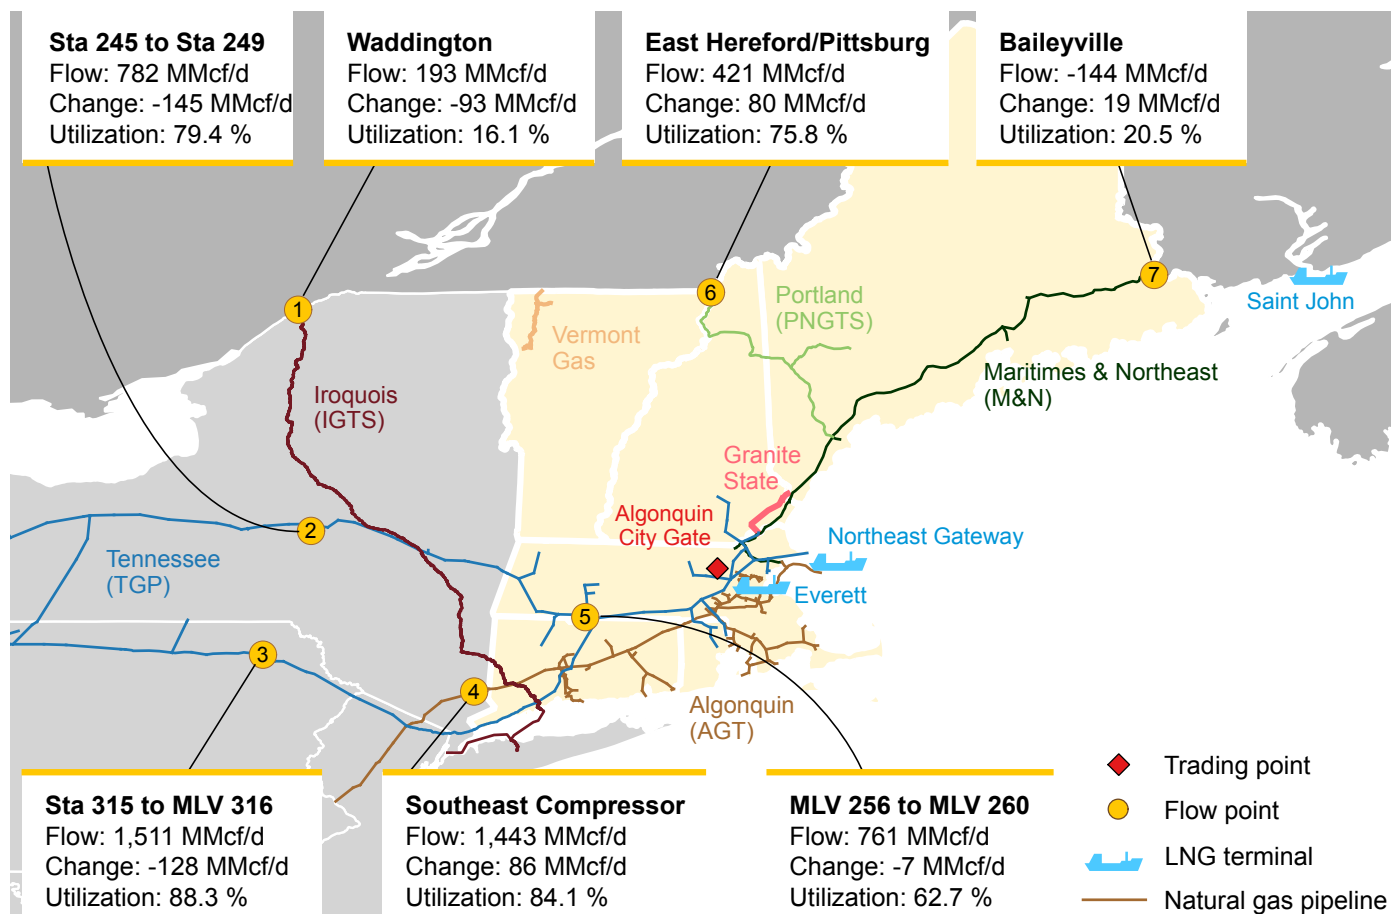 Sta 245 to Sta 249
Flow: 782 MMcf/d
Change: -145 MMcf/d
Utilization: 79.4 %
Waddington
Flow: 193 MMcf/d
Change: -93 MMcf/d
Utilization: 16.1 %
East Hereford/Pittsburg
Flow: 421 MMcf/d
Change: 80 MMcf/d
Utilization: 75.8 %
Baileyville
Flow: -144 MMcf/d
Change: 19 MMcf/d
Utilization: 20.5 %
1
6
7
Saint John
Portland
(PNGTS)
Vermont
Gas
Maritimes & Northeast
(M&N)
Iroquois
(IGTS)
Granite
State
Algonquin
City Gate
2
Northeast Gateway
Tennessee
(TGP)
Everett
5
3
4
Algonquin
(AGT)
Sta 315 to MLV 316
Flow: 1,511 MMcf/d
Change: -128 MMcf/d
Utilization: 88.3 %
Southeast Compressor
Flow: 1,443 MMcf/d
Change: 86 MMcf/d
Utilization: 84.1 %
MLV 256 to MLV 260
Flow: 761 MMcf/d
Change: -7 MMcf/d
Utilization: 62.7 %
Trading point
Flow point
LNG terminal
Natural gas pipeline